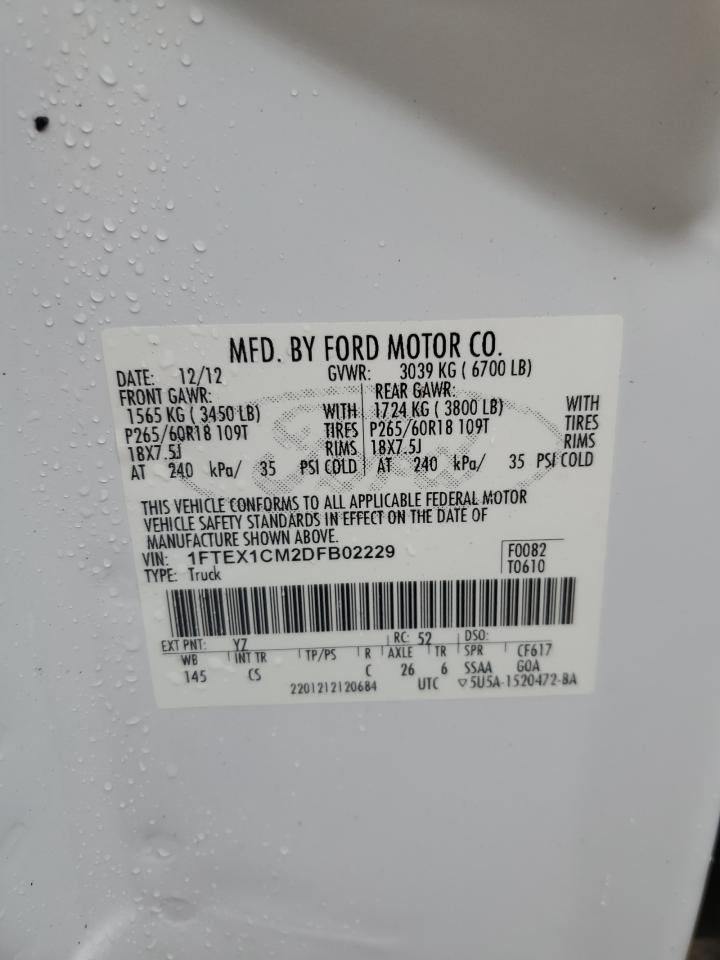 MFD. BY FORD MOTOR CO.
DATE: 12/12 GVWR: 3039 KG ( 6700 LB)
FRONT GAWR: REAR GAWR:
1565 KG ( 3450 LB) WITH 1724 KG ( 3800 LB) WITH
P265/60R18 109T TIRES P265/60R18 109T TIRES
18X7.5J RIMS 18X7.5J RIMS
AT 240 kPa/ 35 PSI COLD AT 240 kPa/ 35 PSI COLD
THIS VEHICLE CONFORMS TO ALL APPLICABLE FEDERAL MOTOR
VEHICLE SAFETY STANDARDS IN EFFECT ON THE DATE OF
MANUFACTURE SHOWN ABOVE.
VIN: 1FTEX1CM2DFB02229 F0082
TYPE: Truck T0610
EXT PNT: YZ RC: 52 DSO:
WB INT TR TP/PS R AXLE TR SPR CF617
145 CS C 26 6 SSAA GOA
2201212120684 UTC ▽5U5A-1520472-BA